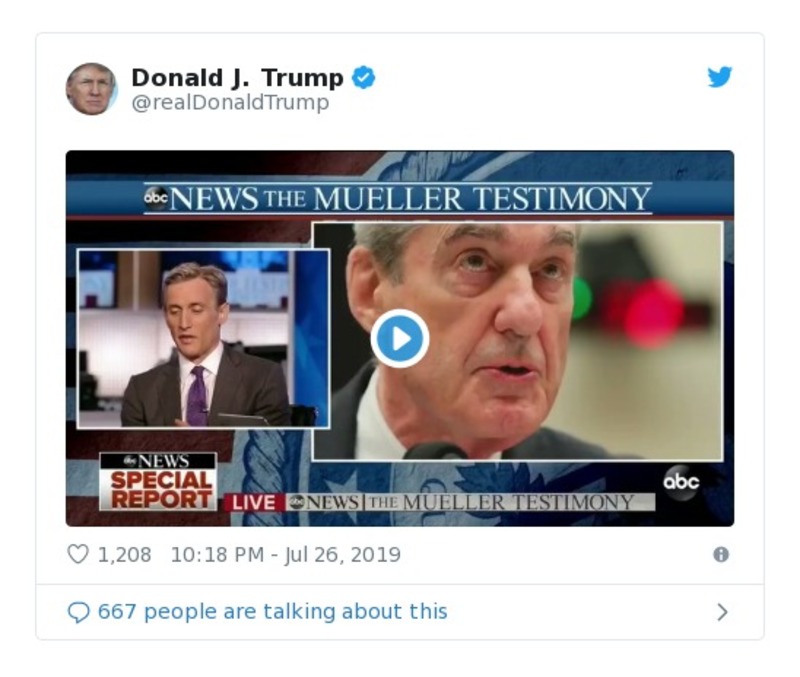 Donald J. Trump
@realDonaldTrump
abc NEWS THE MUELLER TESTIMONY
abc NEWS
SPECIAL
REPORT
LIVE abc NEWS THE MUELLER TESTIMONY
abc
1,208 10:18 PM - Jul 26, 2019
667 people are talking about this